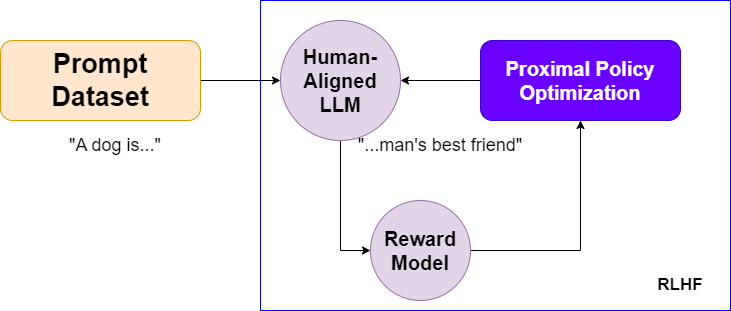 Prompt
Dataset
"A dog is..."
Human-
Aligned
LLM
Proximal Policy
Optimization
"...man's best friend"
Reward
Model
RLHF